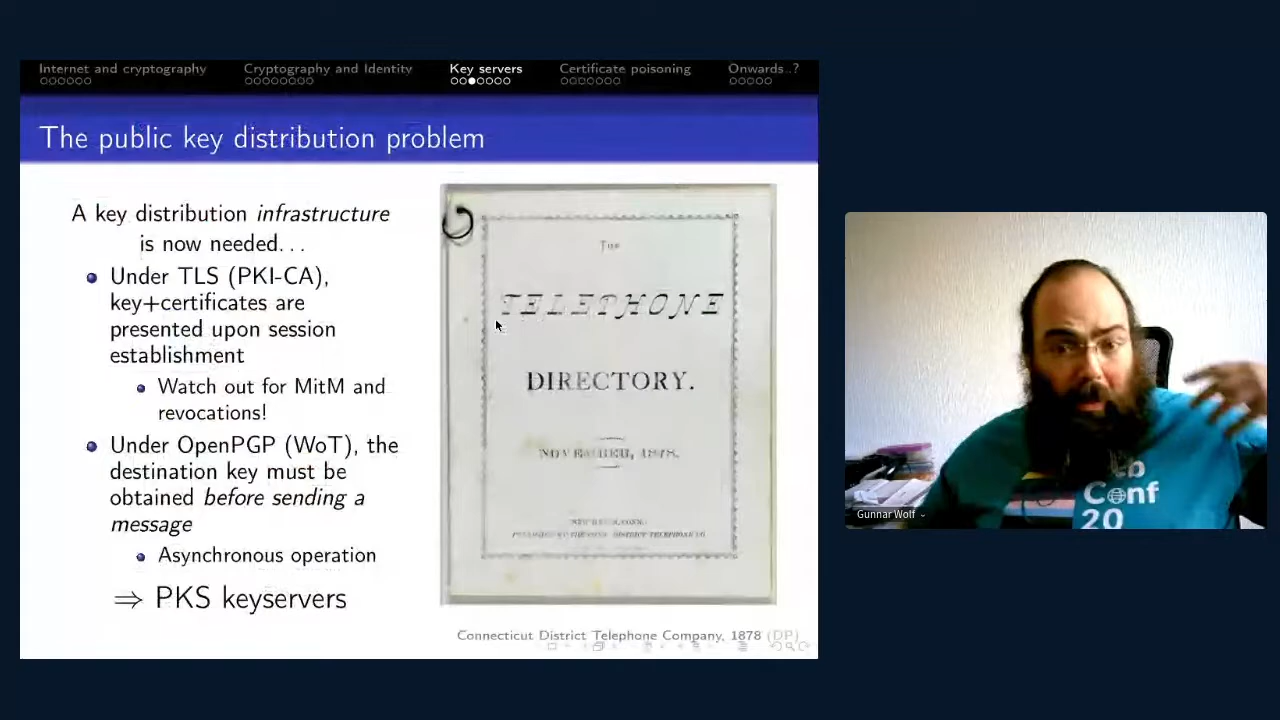 Internet and cryptography Cryptography and Identity Key servers Certificate poisoning Onwards..?
The public key distribution problem
A key distribution infrastructure
is now needed...
Under TLS (PKI-CA),
key+certificates are
presented upon session
establishment
Watch out for MitM and
revocations!
Under OpenPGP (WoT), the
destination key must be
obtained before sending a
message
Asynchronous operation
⇒ PKS keyservers
THE
TELEPHONE
DIRECTORY.
NOVEMBER, 1878.
Connecticut District Telephone Company, 1878 (DP)
Conf
20
Gunnar Wolf